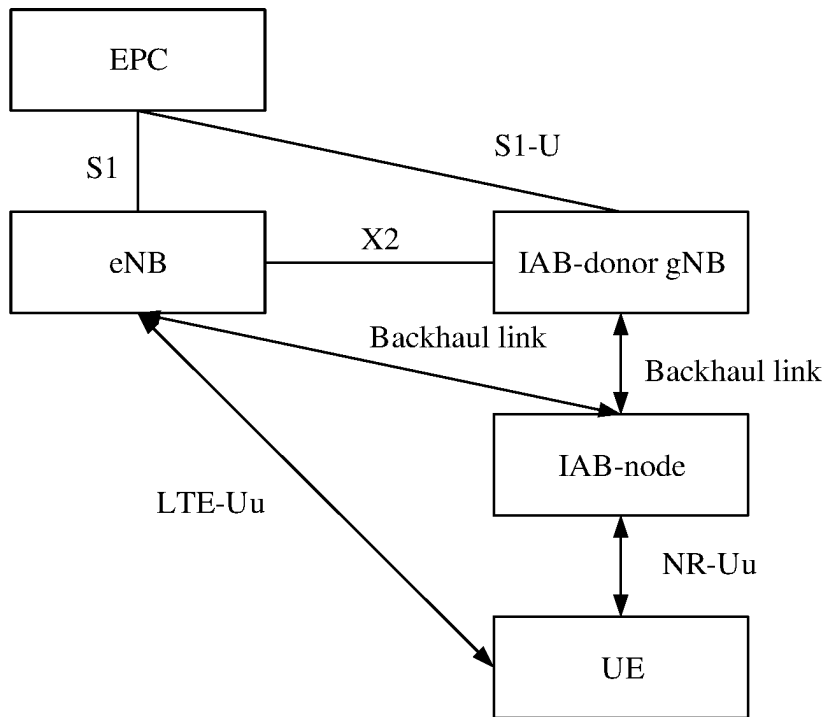 EPC
S1-U
S1
X2
eNB
IAB-donor gNB
Backhaul link
Backhaul link
IAB-node
LTE-Uu
NR-Uu
UE